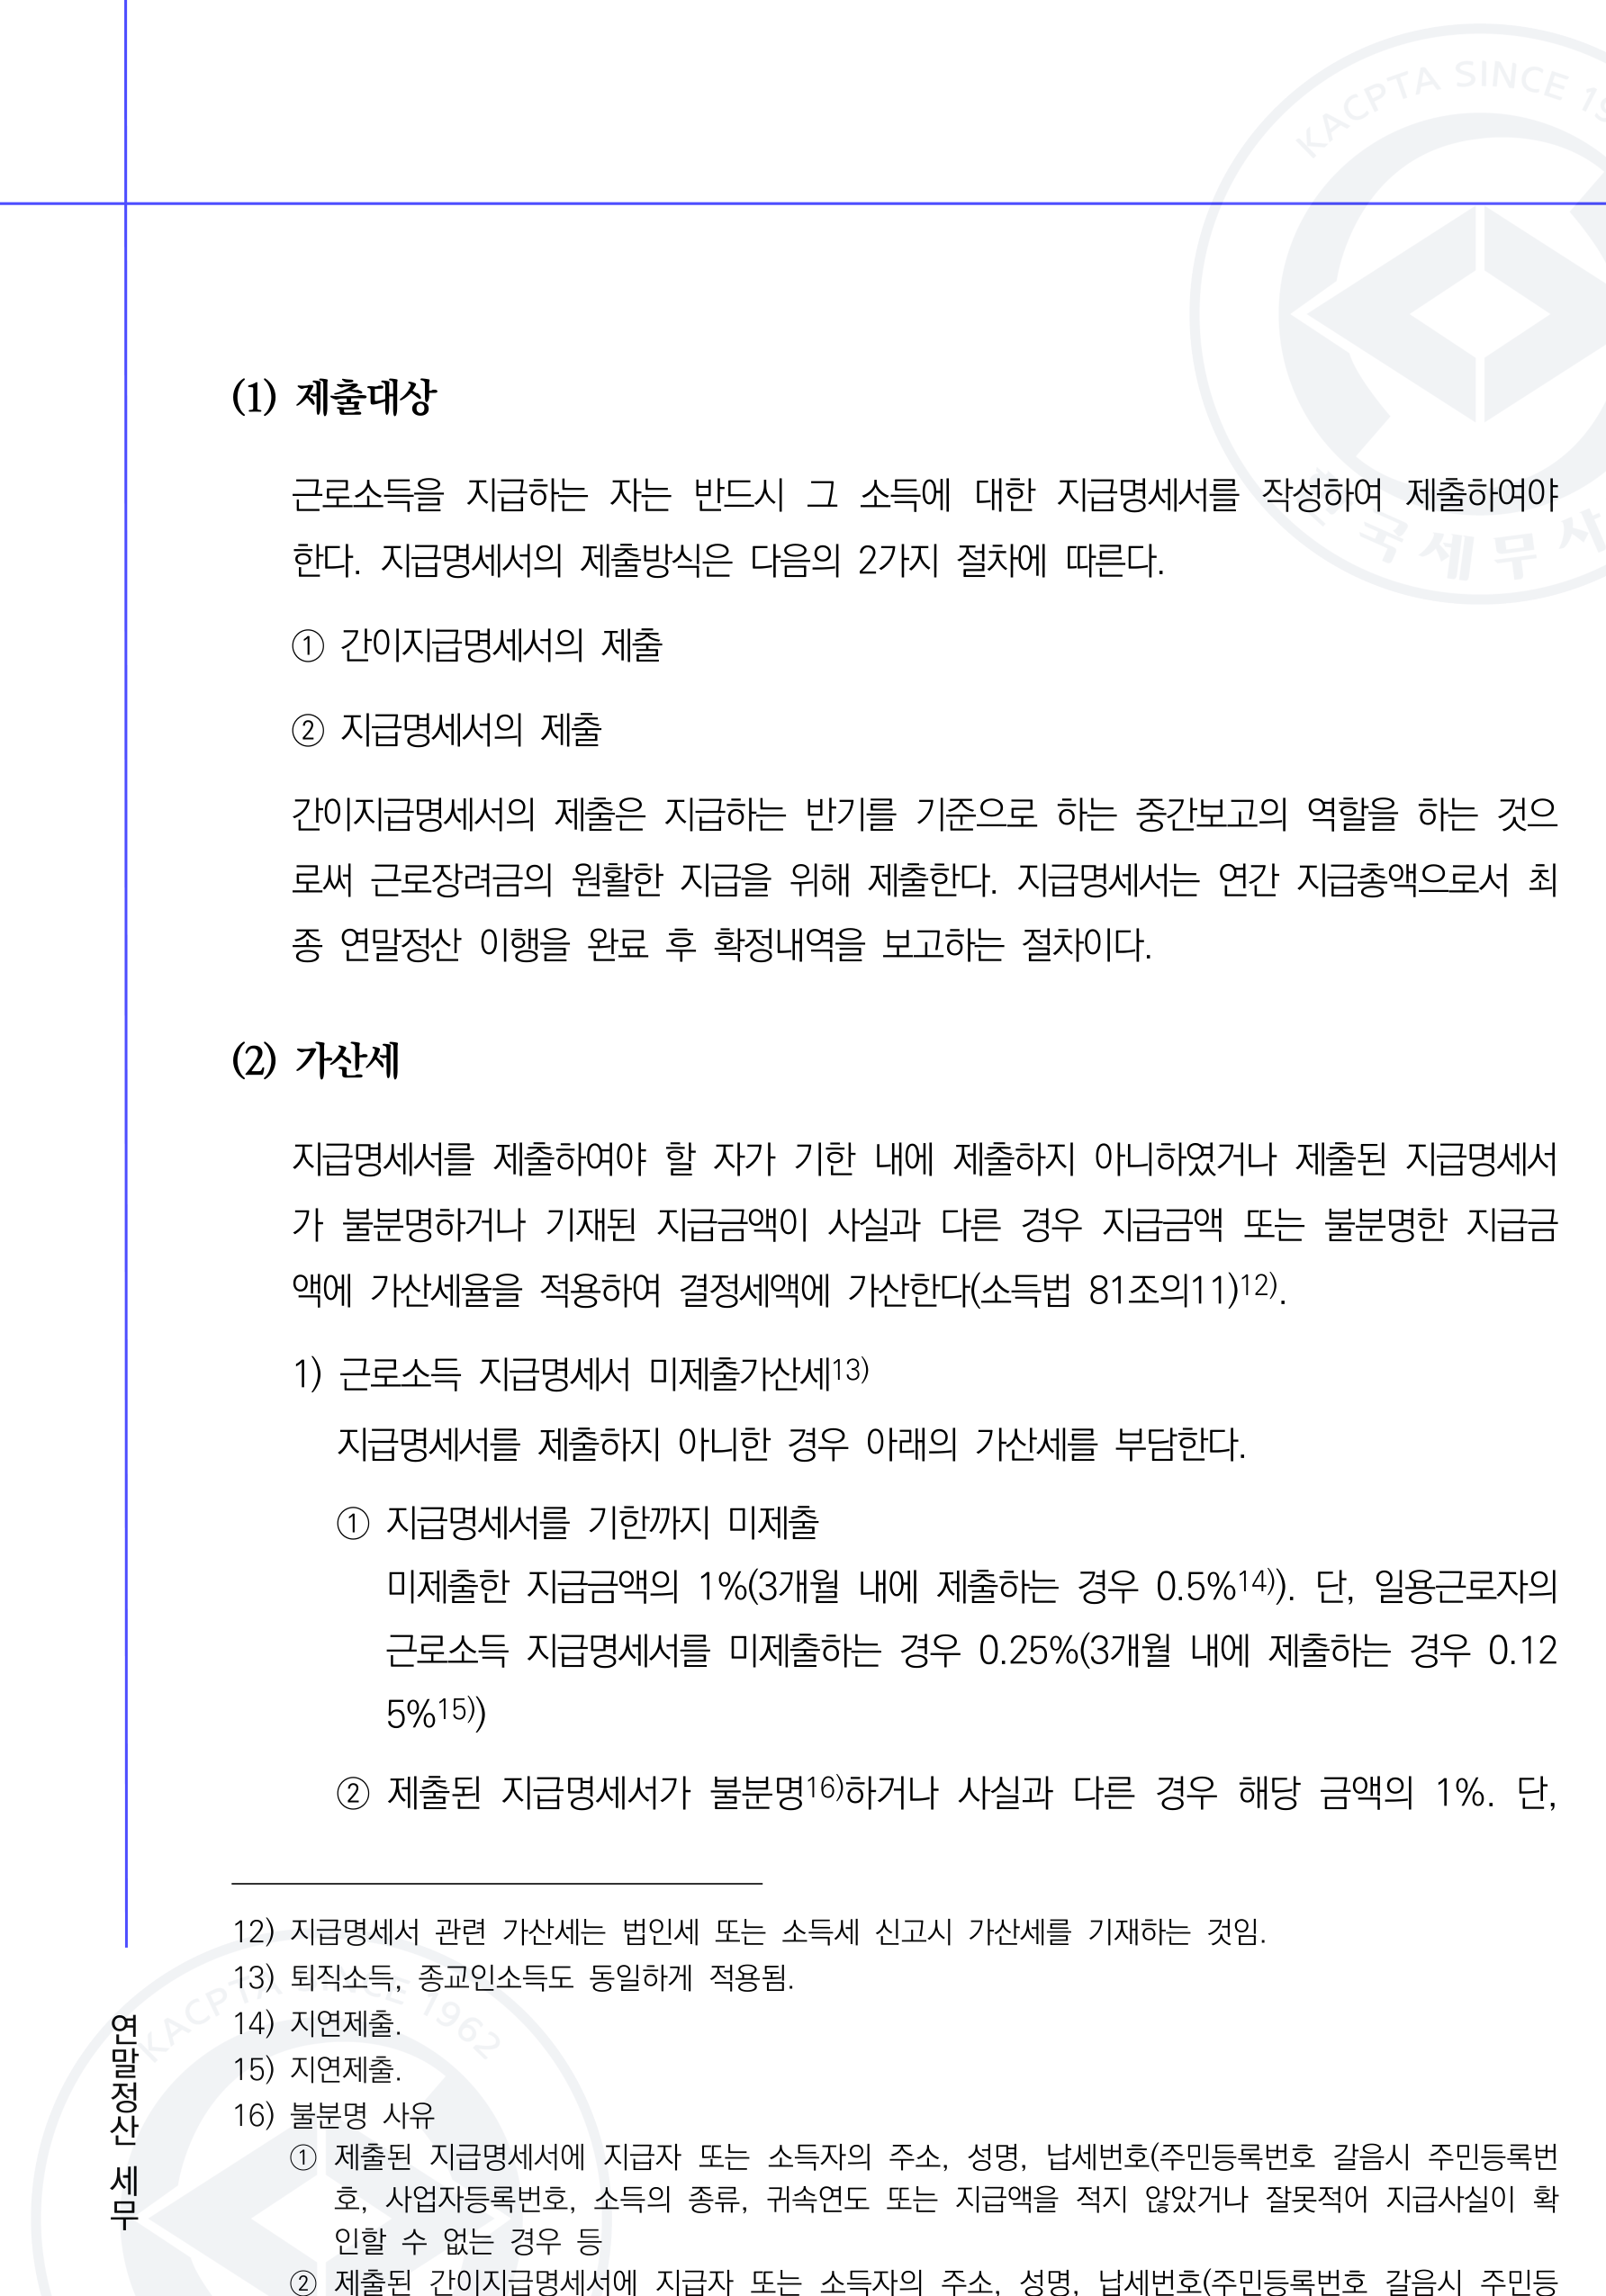 KACPTA SINCE 19
국세무사
(1) 제출대상
근로소득을 지급하는 자는 반드시 그 소득에 대한 지급명세서를 작성하여 제출하여야
한다. 지급명세서의 제출방식은 다음의 2가지 절차에 따른다.
① 간이지급명세서의 제출
② 지급명세서의 제출
간이지급명세서의 제출은 지급하는 반기를 기준으로 하는 중간보고의 역할을 하는 것으
로써 근로장려금의 원활한 지급을 위해 제출한다. 지급명세서는 연간 지급총액으로서 최
종 연말정산 이행을 완료 후 확정내역을 보고하는 절차이다.
(2) 가산세
지급명세서를 제출하여야 할 자가 기한 내에 제출하지 아니하였거나 제출된 지급명세서
가 불분명하거나 기재된 지급금액이 사실과 다른 경우 지급금액 또는 불분명한 지급금
액에 가산세율을 적용하여 결정세액에 가산한다(소득법 81조의11)12).
1) 근로소득 지급명세서 미제출가산세13)
지급명세서를 제출하지 아니한 경우 아래의 가산세를 부담한다.
① 지급명세서를 기한까지 미제출
미제출한 지급금액의 1%(3개월 내에 제출하는 경우 0.5%14)). 단, 일용근로자의
근로소득 지급명세서를 미제출하는 경우 0.25%(3개월 내에 제출하는 경우 0.12
5%15))
② 제출된 지급명세서가 불분명16)하거나 사실과 다른 경우 해당 금액의 1%. 단,
12) 지급명세서 관련 가산세는 법인세 또는 소득세 신고시 가산세를 기재하는 것임.
13) 퇴직소득, 종교인소득도 동일하게 적용됨.
14) 지연제출.
15) 지연제출.
16) 불분명 사유
① 제출된 지급명세서에 지급자 또는 소득자의 주소, 성명, 납세번호(주민등록번호 갈음시 주민등록번
호, 사업자등록번호, 소득의 종류, 귀속연도 또는 지급액을 적지 않았거나 잘못적어 지급사실이 확
인할 수 없는 경우 등
② 제출된 간이지급명세서에 지급자 또는 소득자의 주소, 성명, 납세번호(주민등록번호 갈음시 주민등
KACPTA SINCE 1962
연말정산 세무